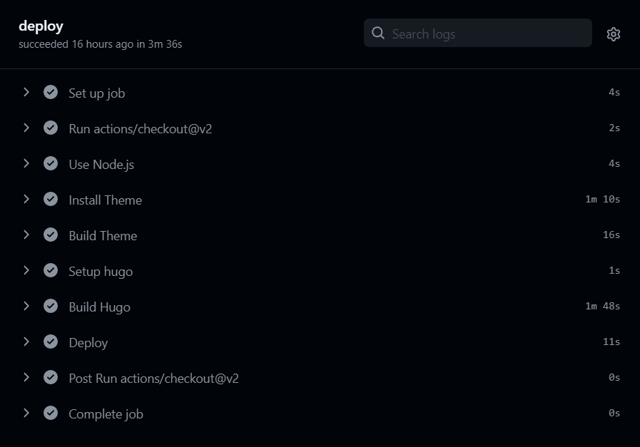 deploy
succeeded 16 hours ago in 3m 36s
Search logs
Set up job 4s
Run actions/checkout@v2 2s
Use Node.js 4s
Install Theme 1m 10s
Build Theme 16s
Setup hugo 1s
Build Hugo 1m 48s
Deploy 11s
Post Run actions/checkout@v2 0s
Complete job 0s